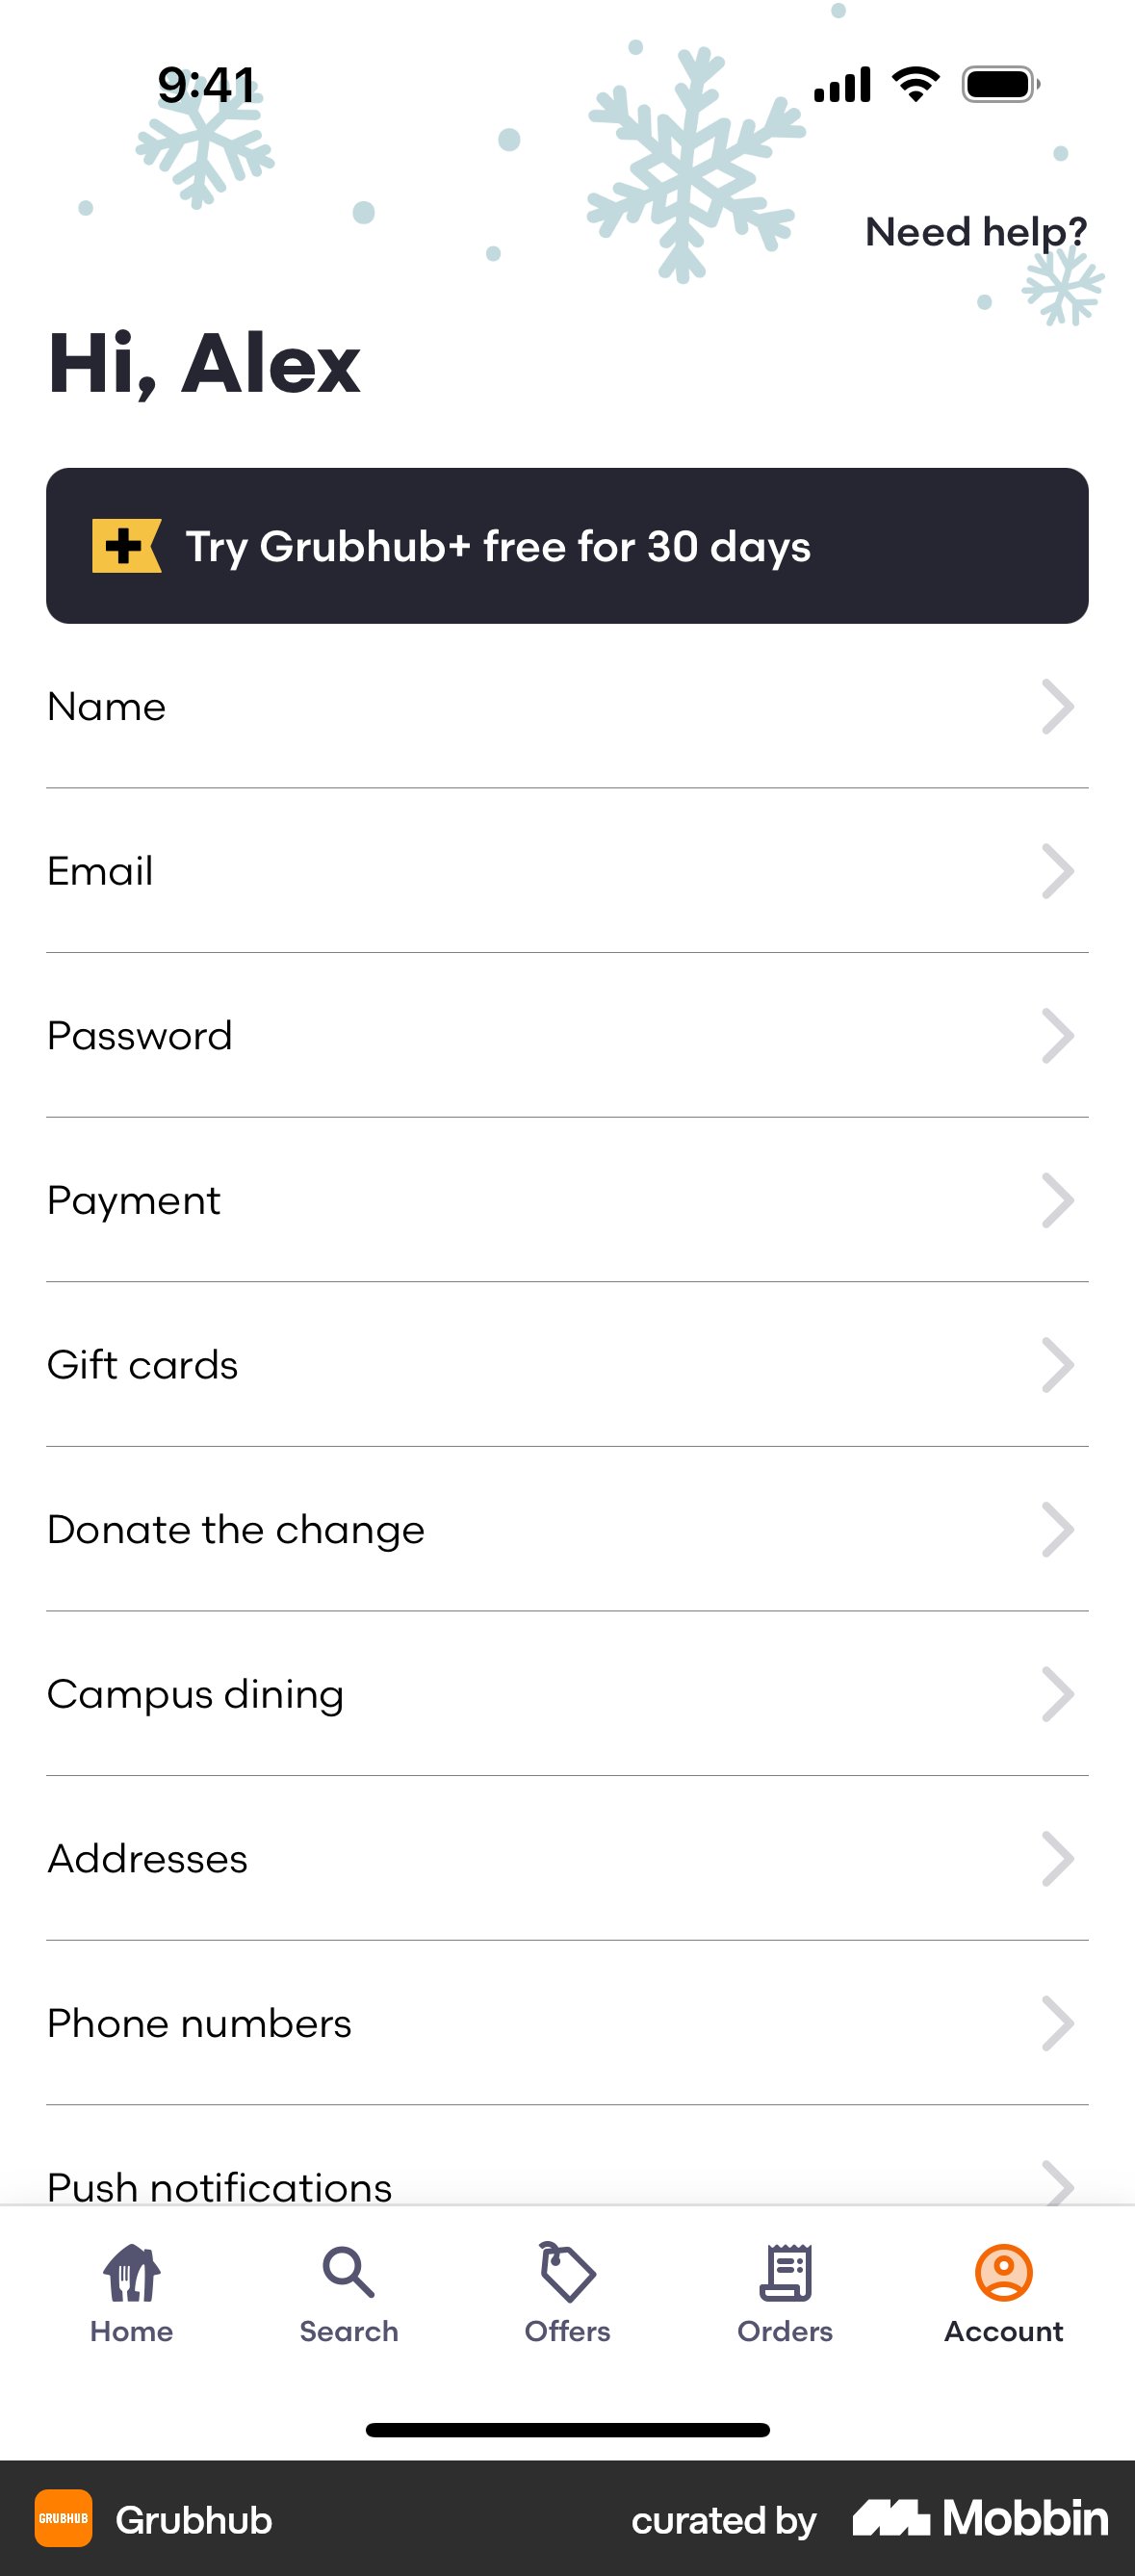 9:41
Need help?
Hi, Alex
Try Grubhub+ free for 30 days
Name
Email
Password
Payment
Gift cards
Donate the change
Campus dining
Addresses
Phone numbers
Push notifications
Home Search Offers Orders Account
GRUBHUB Grubhub curated by Mobbin